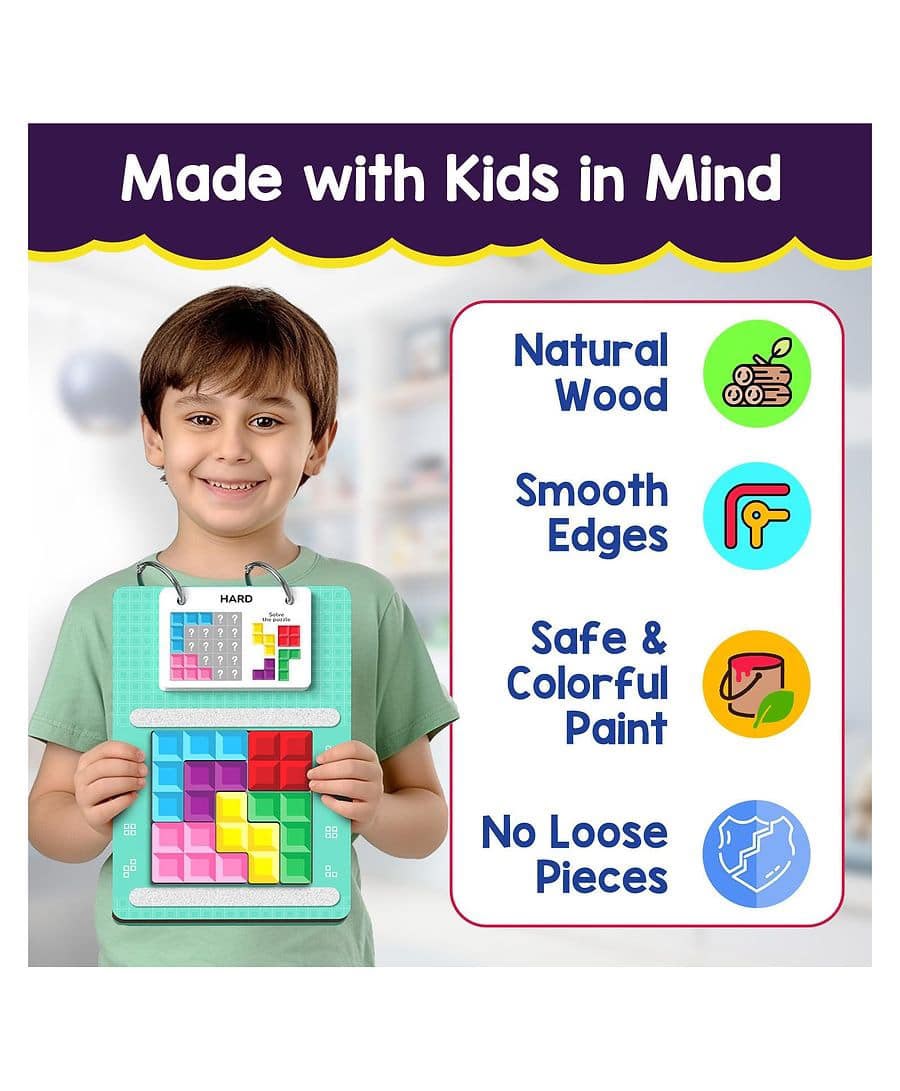 Made with Kids in Mind
Natural
Wood
Smooth
Edges
Safe &
Colorful
Paint
No Loose
Pieces
HARD
Solve
the puzzle
? ?
? ? ? ?
? ? ?
? ?
? ?